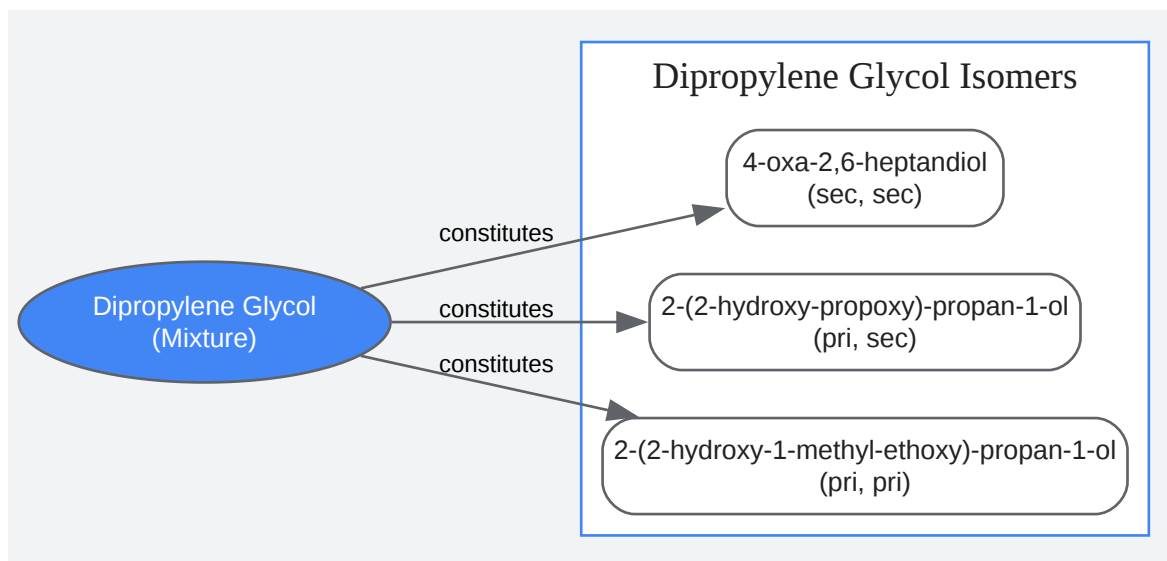 Dipropylene Glycol Isomers
4-oxa-2,6-heptandiol
(sec, sec)
constitutes
Dipropylene Glycol
(Mixture)
constitutes
2-(2-hydroxy-propoxy)-propan-1-ol
(pri, sec)
constitutes
2-(2-hydroxy-1-methyl-ethoxy)-propan-1-ol
(pri, pri)